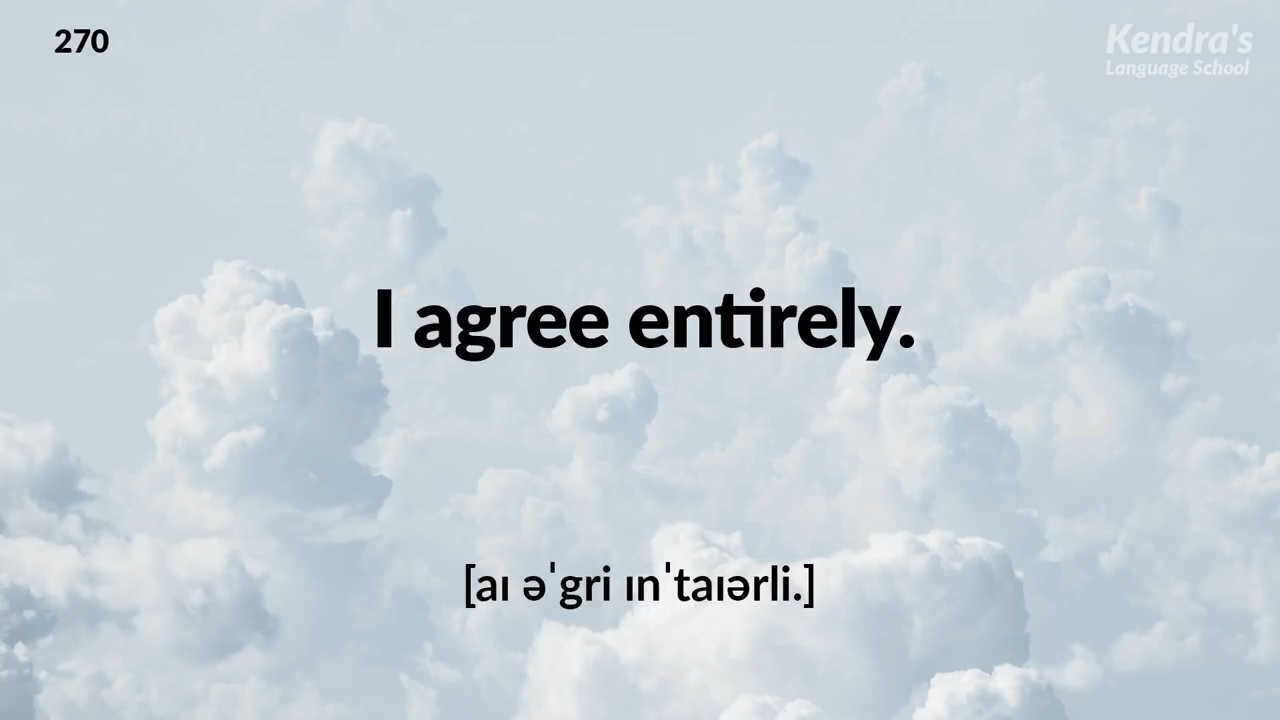 270
Kendra's
Language School
I agree entirely.
[aɪ əˈgri ɪnˈtaɪərli.]